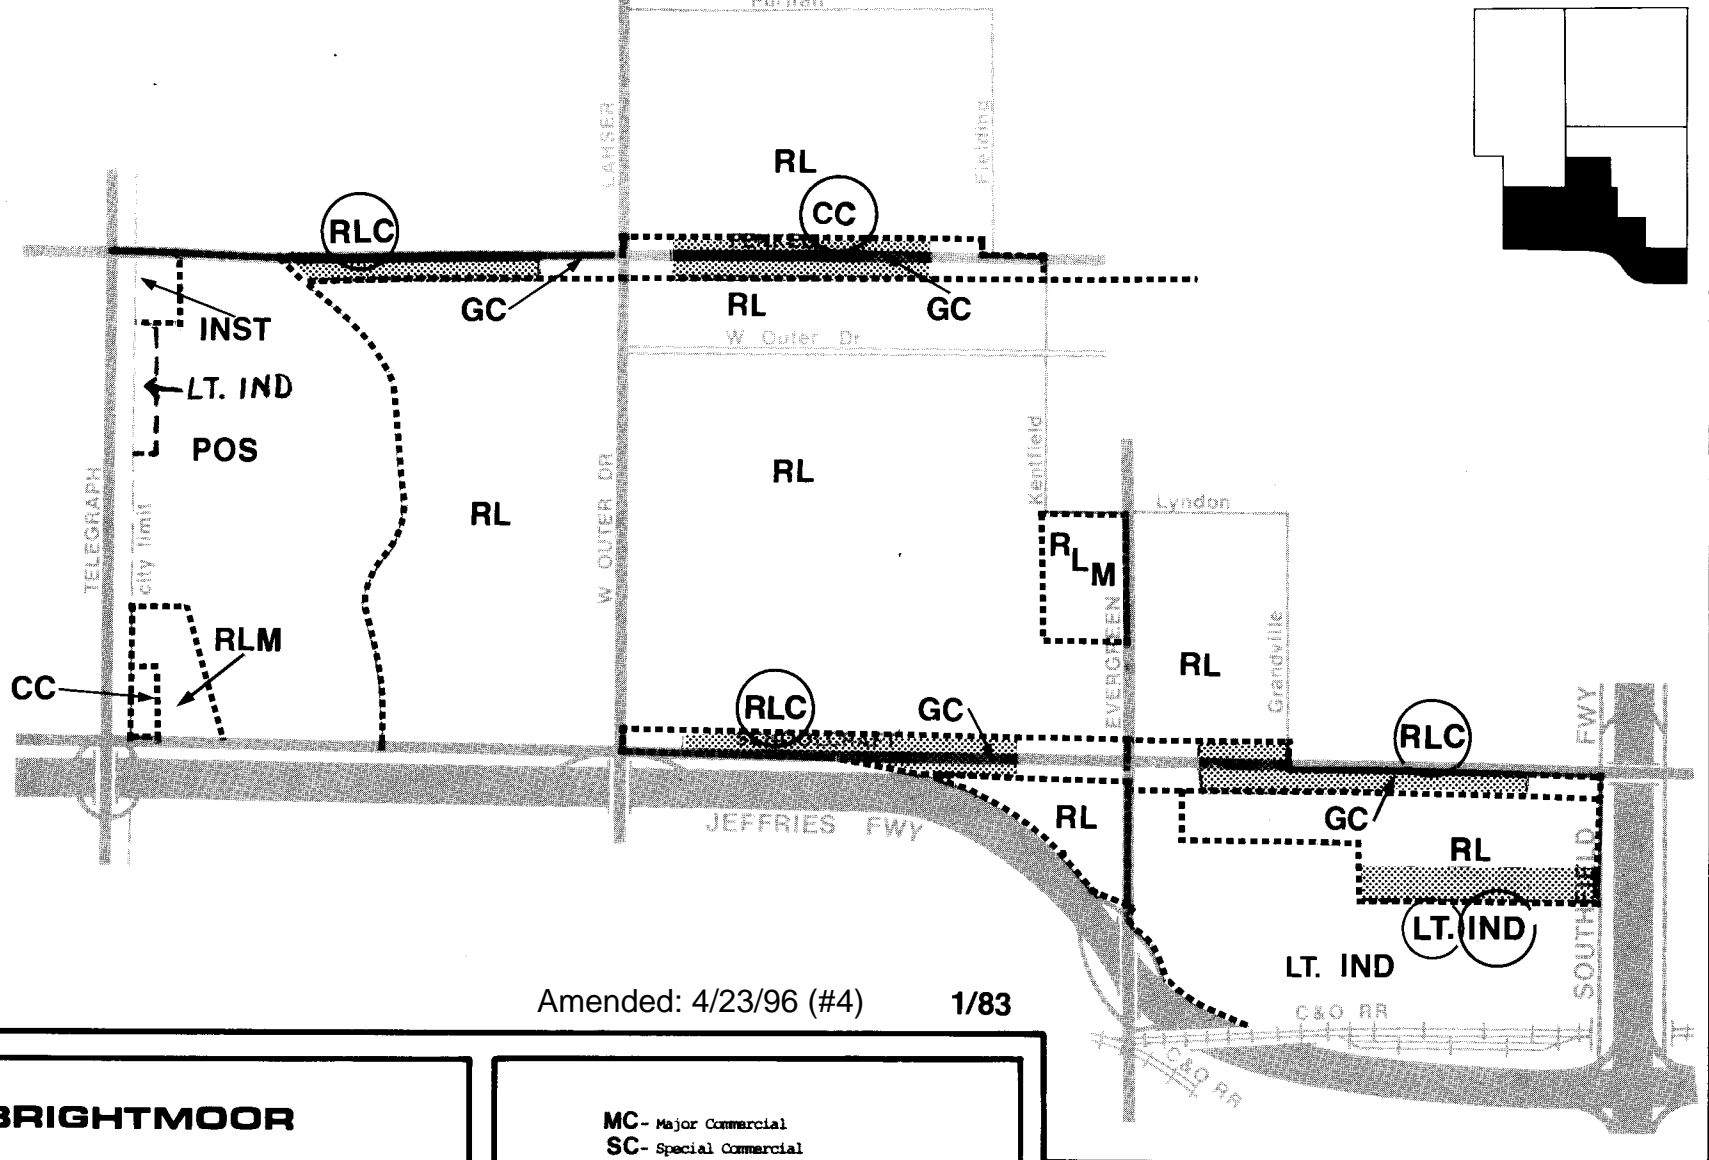 LAHSER
Fielding
RL
RLC
CC
GC
RL
GC
INST
W Outer Dr
LT. IND
POS
Kentfield
TELEGRAPH
city limit
W OUTER DR
RL
RL
Lyndon
RLM
EVERGREEN
Grandville
RL
RLM
CC
RLC
GC
RLC
FWY
JEFFRIES FWY
RL
GC
RL
SOUTHFIELD
LT. IND
LT. IND
C&O RR
C&O RR
Amended: 4/23/96 (#4)
1/83
BRIGHTMOOR
MC- Major Commercial
SC- Special Commercial